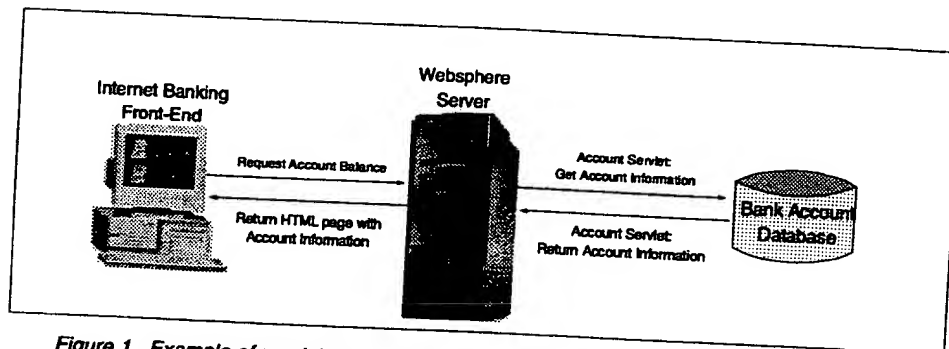 Internet Banking
Front-End
Websphere
Server
Request Account Balance
Return HTML page with
Account Information
Account Servlet:
Get Account Information
Account Servlet:
Return Account Information
Bank Account
Database
Figure 1. Example of